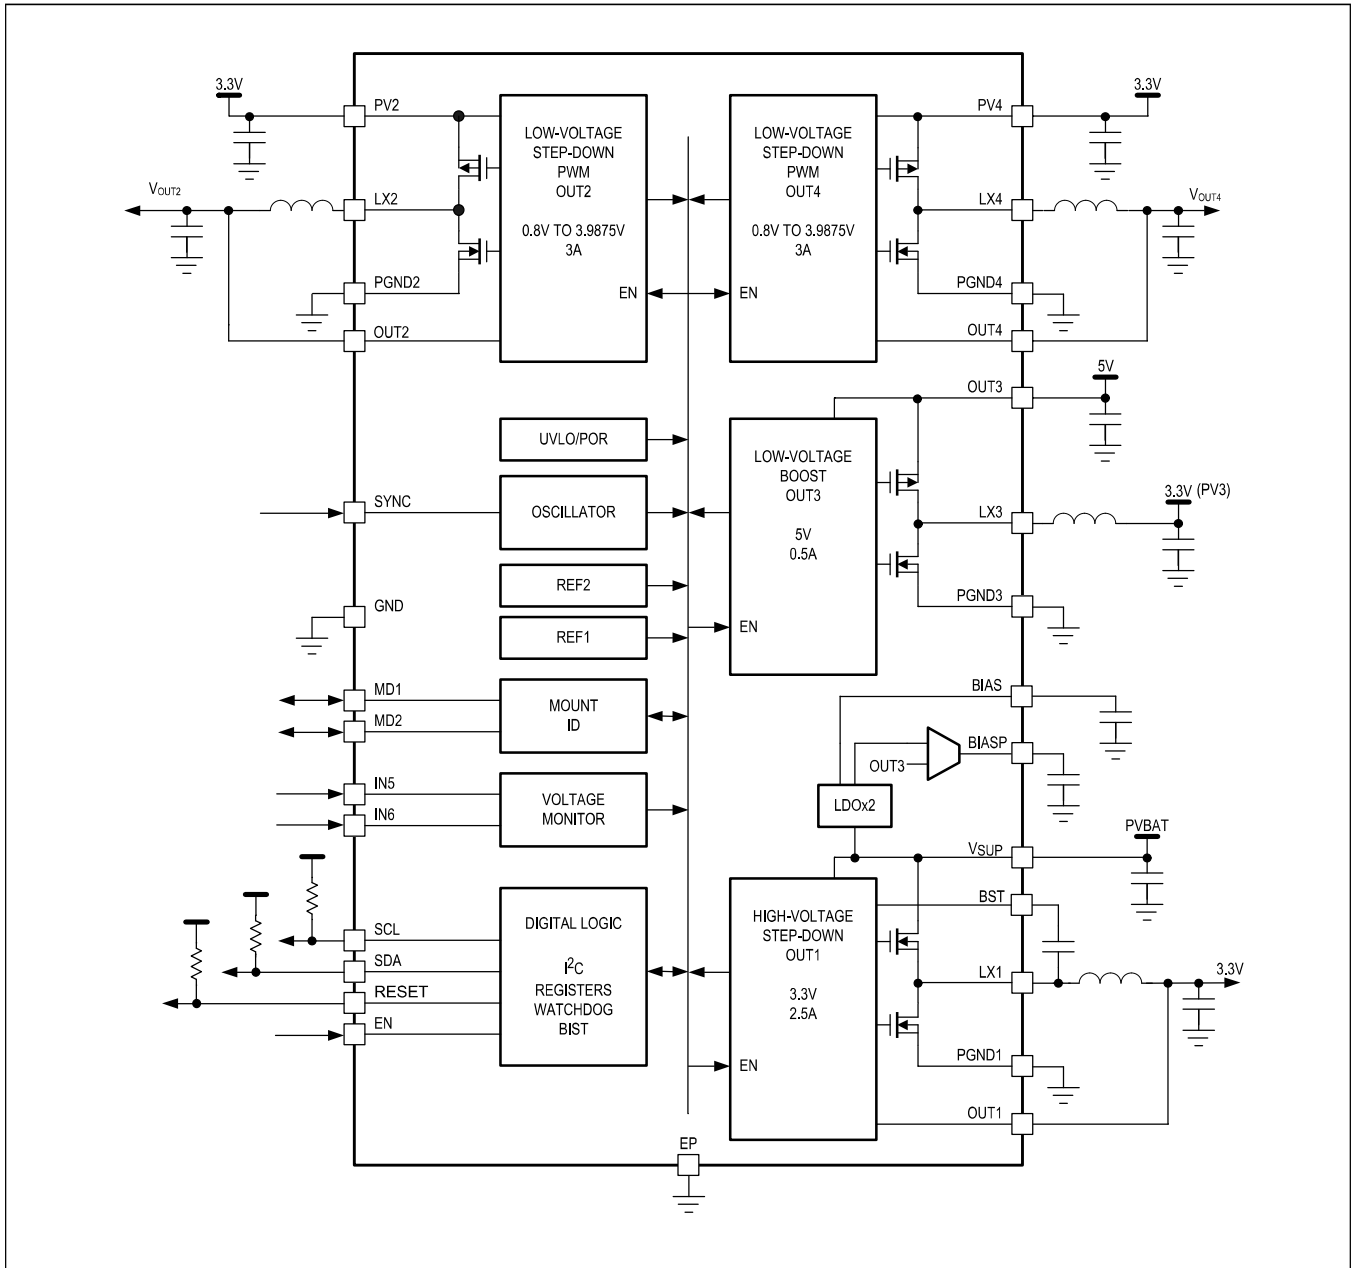 3.3V
PV2
LOW-VOLTAGE
STEP-DOWN
PWM
OUT2
0.8V TO 3.9875V
3A
EN
VOUT2
LX2
PGND2
OUT2
LOW-VOLTAGE
STEP-DOWN
PWM
OUT4
0.8V TO 3.9875V
3A
EN
PV4
3.3V
LX4
VOUT4
PGND4
OUT4
OUT3
5V
UVLO/POR
SYNC
OSCILLATOR
REF2
GND
REF1
LOW-VOLTAGE
BOOST
OUT3
5V
0.5A
EN
LX3
3.3V (PV3)
PGND3
MD1
MD2
MOUNT
ID
BIAS
BIASP
OUT3
LDOx2
IN5
IN6
VOLTAGE
MONITOR
PVBAT
VSUP
BST
SCL
SDA
RESET
EN
DIGITAL LOGIC
I2C
REGISTERS
WATCHDOG
BIST
HIGH-VOLTAGE
STEP-DOWN
OUT1
3.3V
2.5A
EN
LX1
3.3V
PGND1
OUT1
EP